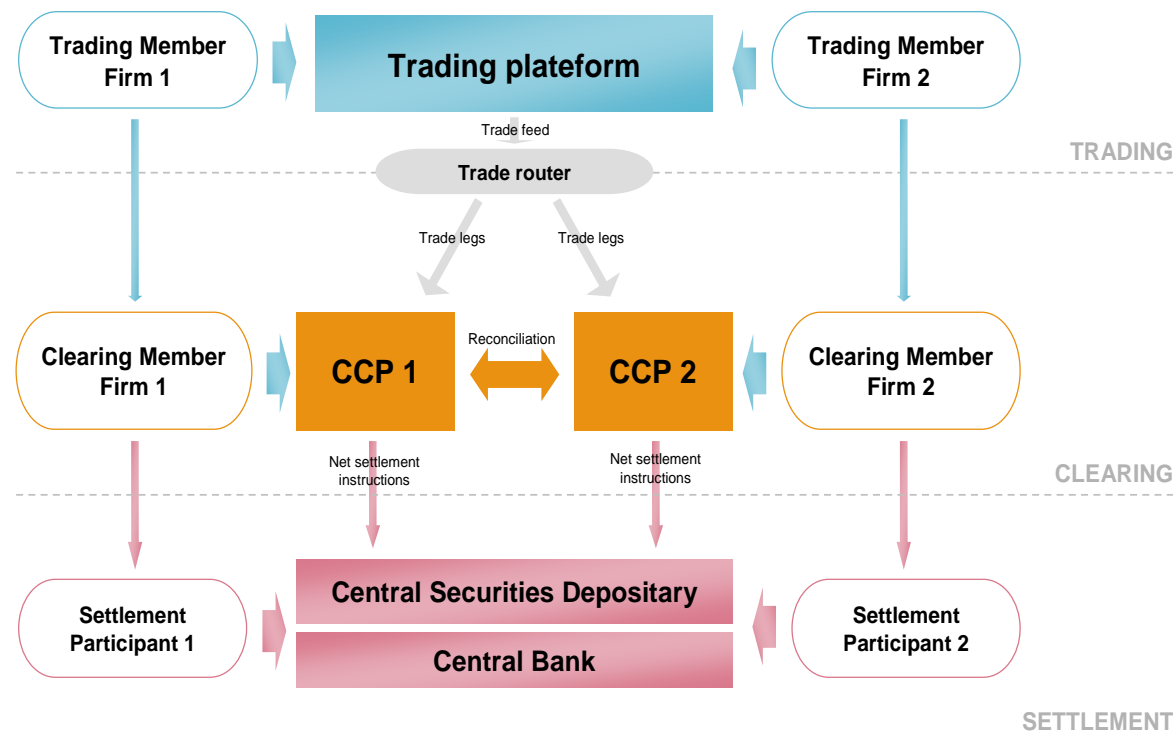 Trading Member
Firm 1
Trading plateform
Trading Member
Firm 2
Trade feed
TRADING
Trade router
Trade legs
Trade legs
Clearing Member
Firm 1
CCP 1
Reconciliation
CCP 2
Clearing Member
Firm 2
Net settlement
instructions
Net settlement
instructions
CLEARING
Settlement
Participant 1
Central Securities Depositary
Central Bank
Settlement
Participant 2
SETTLEMENT